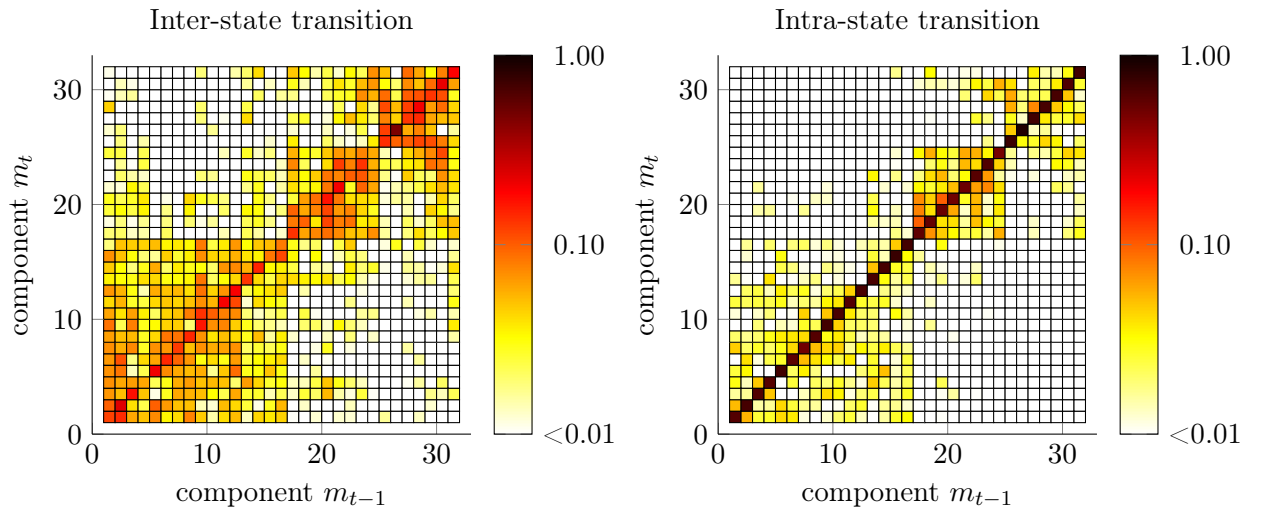 Inter-state transition
component m_t
30
20
10
0
0 10 20 30
component m_{t−1}
1.00
0.10
<0.01
Intra-state transition
component m_t
30
20
10
0
0 10 20 30
component m_{t−1}
1.00
0.10
<0.01